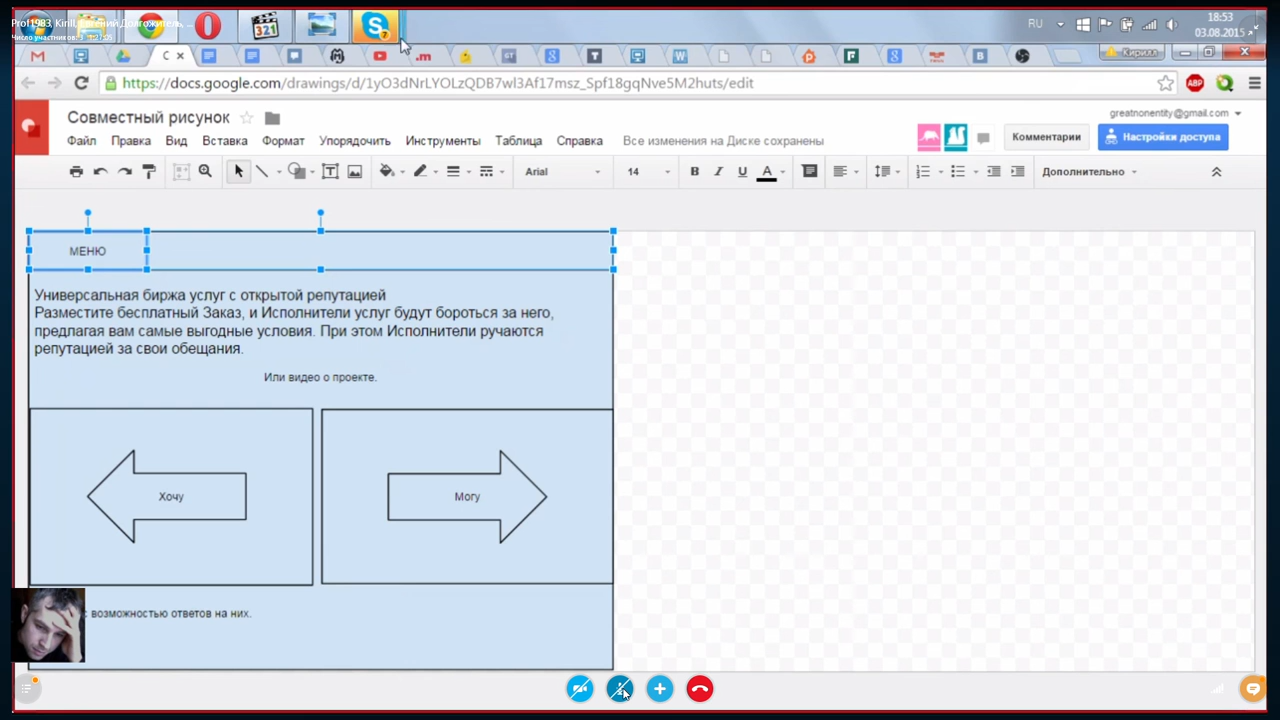 Prof1983, Kirill, Евгений Долгожитель, ...
Число участников: 3
RU
18:53
03.08.2015
Кирилл
https://docs.google.com/drawings/d/1yO3dNrLYOLzQDB7wl3Af17msz_Spf18gqNve5M2huts/edit
Совместный рисунок
greatnonentity@gmail.com
Файл Правка Вид Вставка Формат Упорядочить Инструменты Таблица Справка Все изменения на Диске сохранены
Комментарии
Настройки доступа
Arial 14 B I U A Дополнительно
МЕНЮ
Универсальная биржа услуг с открытой репутацией
Разместите бесплатный Заказ, и Исполнители услуг будут бороться за него,
предлагая вам самые выгодные условия. При этом Исполнители ручаются
репутацией за свои обещания.
Или видео о проекте.
Хочу
Могу
с возможностью ответов на них.